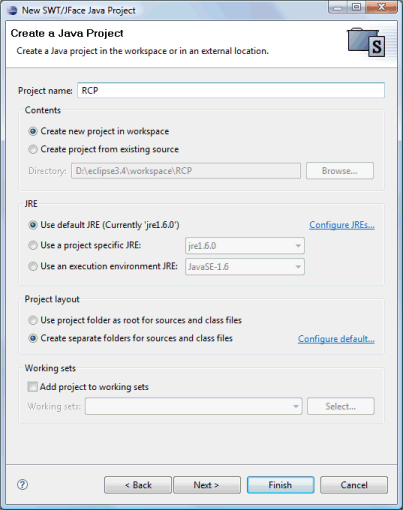 New SWT/JFace Java Project
Create a Java Project
Create a Java project in the workspace or in an external location.
S
Project name: RCP
Contents
Create new project in workspace
Create project from existing source
Directory: D:\eclipse3.4\workspace\RCP Browse...
JRE
Use default JRE (Currently 'jre1.6.0') Configure JREs...
Use a project specific JRE: jre1.6.0
Use an execution environment JRE: JavaSE-1.6
Project layout
Use project folder as root for sources and class files
Create separate folders for sources and class files Configure default...
Working sets
Add project to working sets
Working sets: Select...
? < Back Next > Finish Cancel